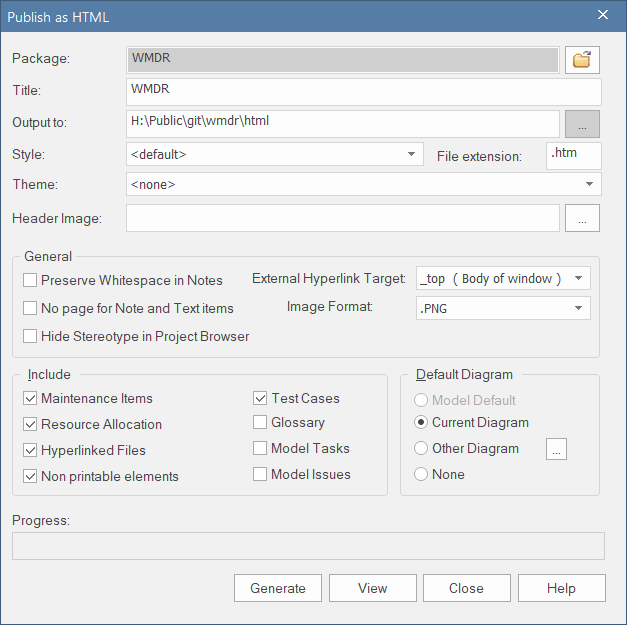 Publish as HTML
Package: WMDR
Title: WMDR
Output to: H:\Public\git\wmdr\html ...
Style: <default> File extension: .htm
Theme: <none>
Header Image: ...
General
Preserve Whitespace in Notes External Hyperlink Target: _top ( Body of window )
No page for Note and Text items Image Format: .PNG
Hide Stereotype in Project Browser
Include Default Diagram
Maintenance Items Test Cases Model Default
Resource Allocation Glossary Current Diagram
Hyperlinked Files Model Tasks Other Diagram ...
Non printable elements Model Issues None
Progress:
Generate View Close Help